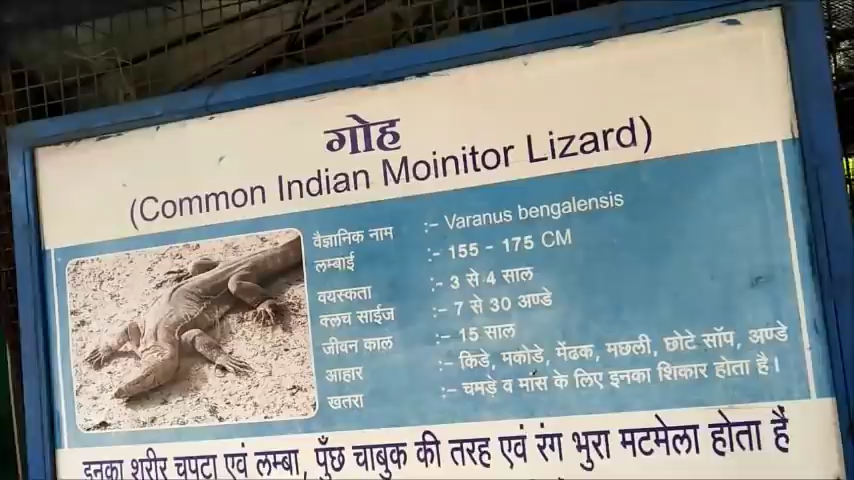 गोह
(Common Indian Moinitor Lizard)
वैज्ञानिक नाम :– Varanus bengalensis
लम्बाई :– 155 - 175 CM
वयस्कता :– 3 से 4 साल
क्लच साईज :– 7 से 30 अण्डे
जीवन काल :– 15 साल
आहार :–किडे, मकोडे, मेंढक, मछली, छोटे सॉप, अण्डे
खतरा :–चमड़े व मांस के लिए इनका शिकार होता है।
इनका शरीर चपटा एवं लम्बा, पुँछ चाबुक की तरह एवं रंग भुरा मटमेला होता है